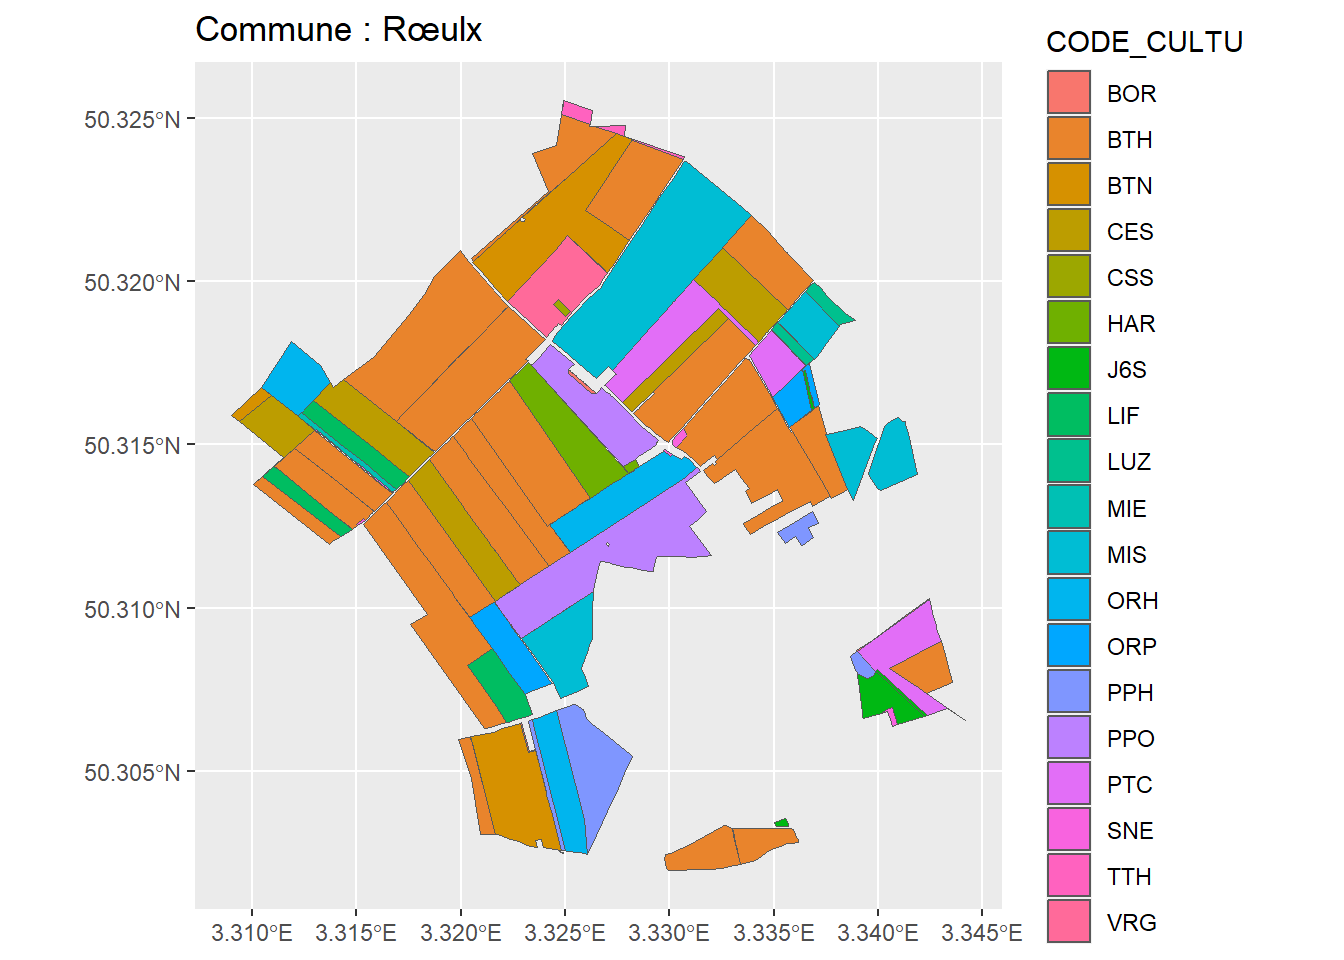 Commune : Rœulx
50.325°N
50.320°N
50.315°N
50.310°N
50.305°N
3.310°E 3.315°E 3.320°E 3.325°E 3.330°E 3.335°E 3.340°E 3.345°E
CODE_CULTU
BOR
BTH
BTN
CES
CSS
HAR
J6S
LIF
LUZ
MIE
MIS
ORH
ORP
PPH
PPO
PTC
SNE
TTH
VRG